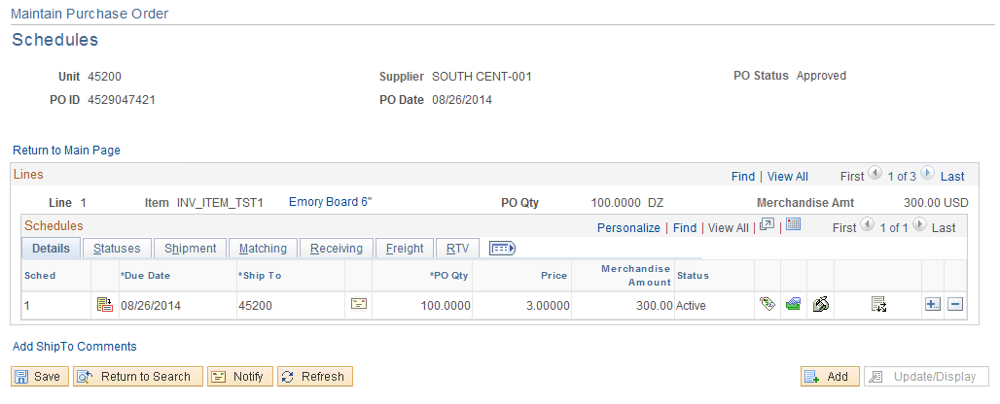 Maintain Purchase Order
Schedules
Unit 45200 Supplier SOUTH CENT-001 PO Status Approved
PO ID 4529047421 PO Date 08/26/2014
Return to Main Page
Lines Find | View All First 1 of 3 Last
Line 1 Item INV_ITEM_TST1 Emory Board 6" PO Qty 100.0000 DZ Merchandise Amt 300.00 USD
Schedules Personalize | Find | View All | | First 1 of 1 Last
Details Statuses Shipment Matching Receiving Freight RTV
Sched *Due Date *Ship To *PO Qty Price Merchandise Amount Status
1 08/26/2014 45200 100.0000 3.00000 300.00 Active
Add ShipTo Comments
Save Return to Search Notify Refresh Add Update/Display